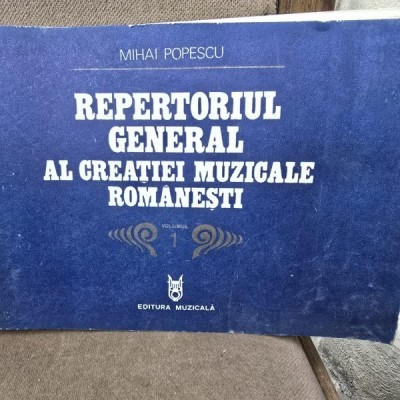 MIHAI POPESCU
REPERTORIUL
GENERAL
AL CREAȚIEI MUZICALE
ROMÂNEȘTI
VOLUMUL
1
EDITURA MUZICALĂ